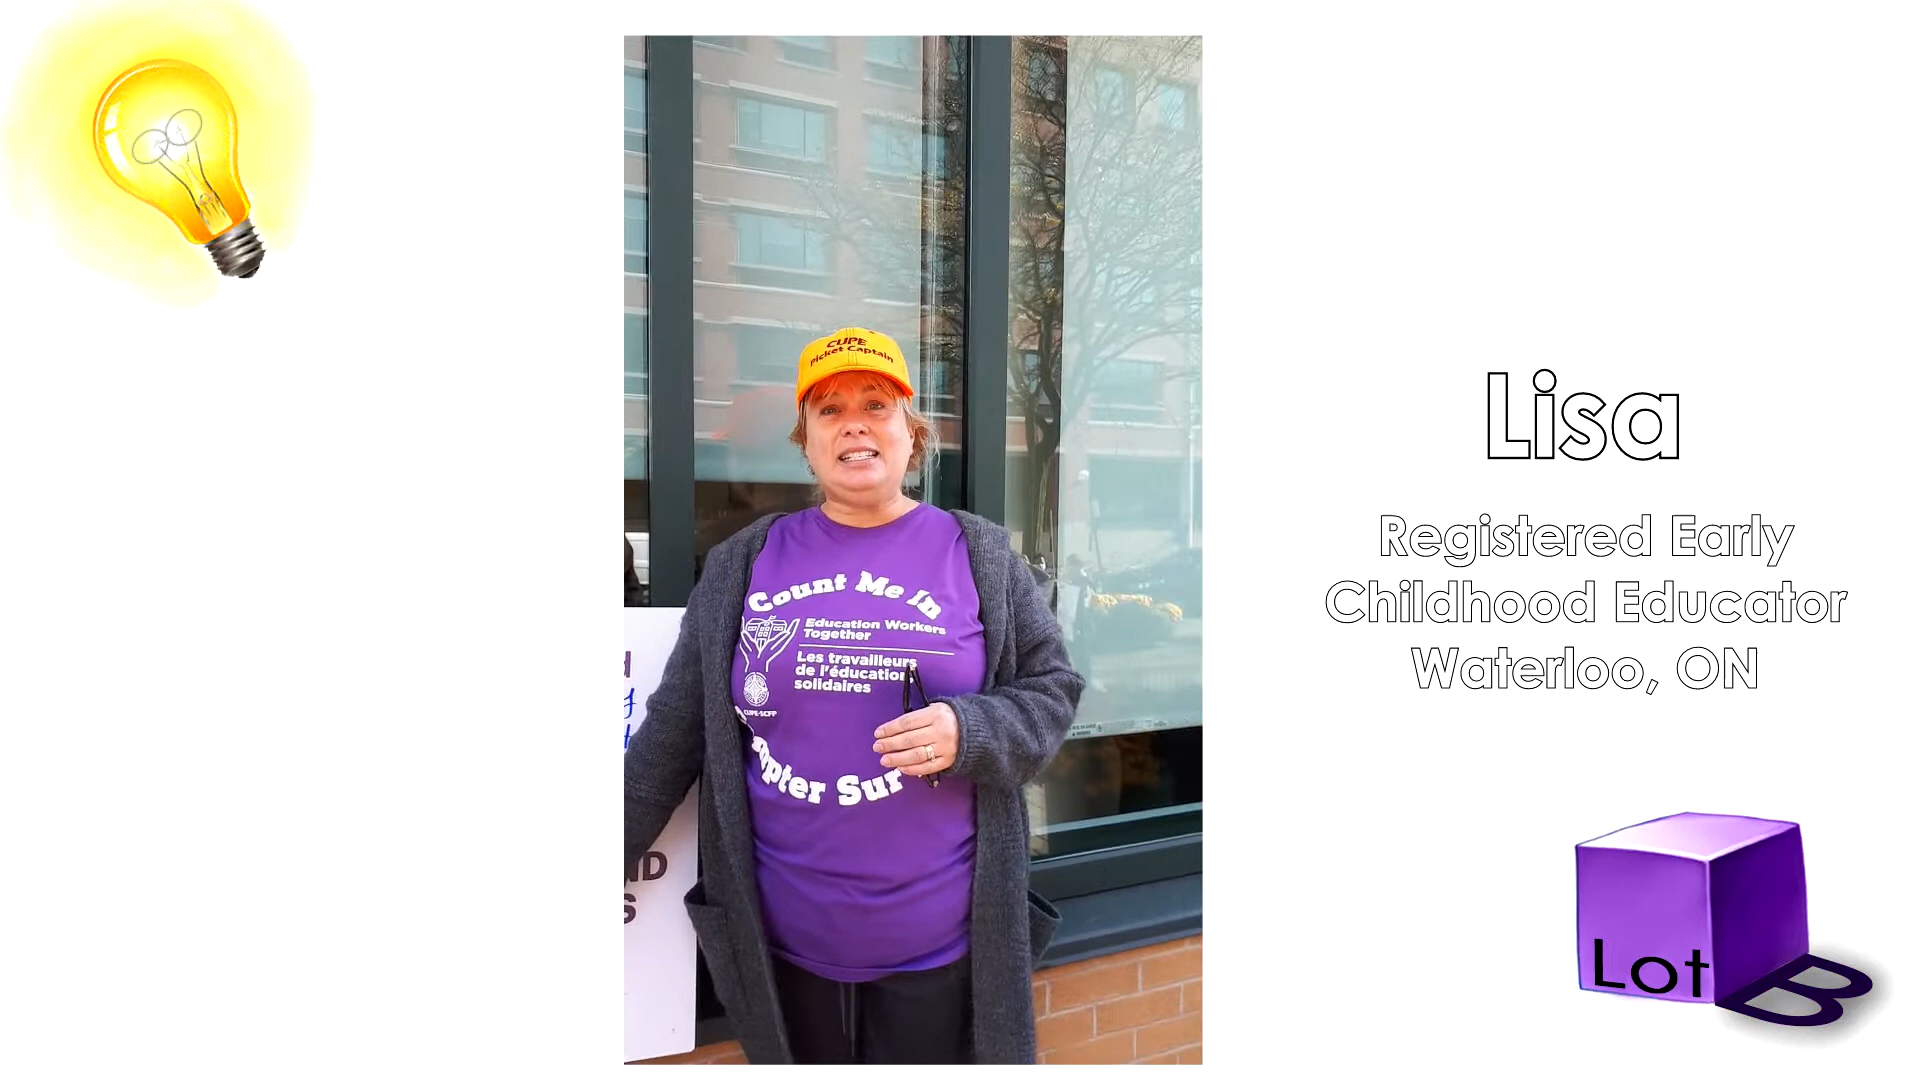 CUPE
Picket Captain
Count Me In
Education Workers
Together
Les travailleurs
de l'éducation
solidaires
CUPE-SCFP
Sur
ND
S
Lisa
Registered Early
Childhood Educator
Waterloo, ON
Lot
B